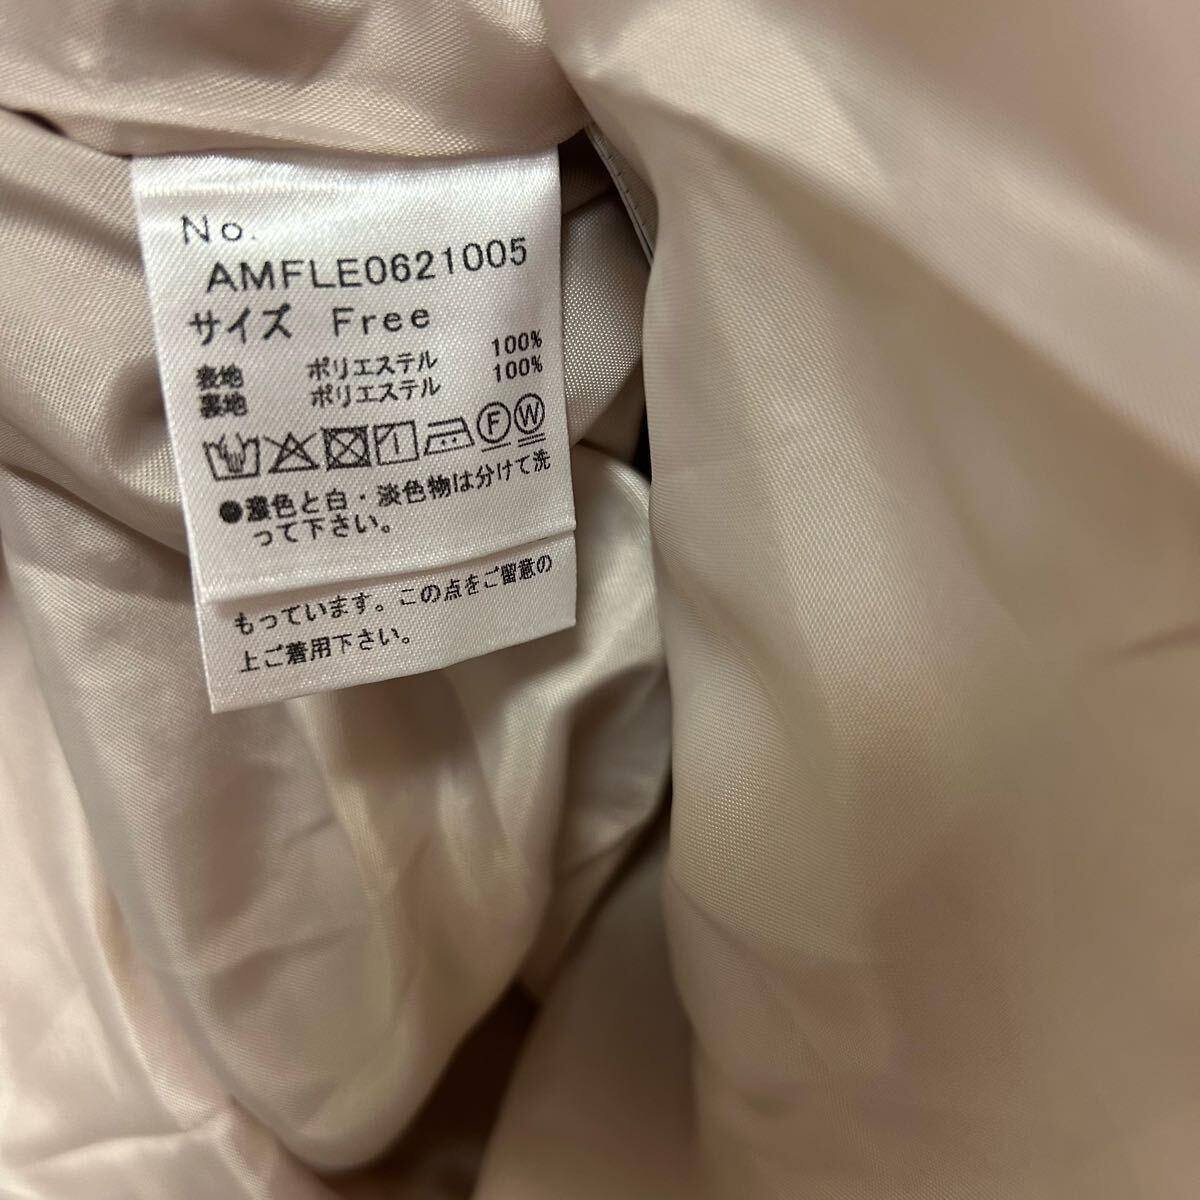 No.
AMFLE0621005
サイズ Free
表地 ポリエステル 100%
裏地 ポリエステル 100%
F W
●濃色と白・淡色物は分けて洗
って下さい。
もっています。この点をご留意の
上ご着用下さい。